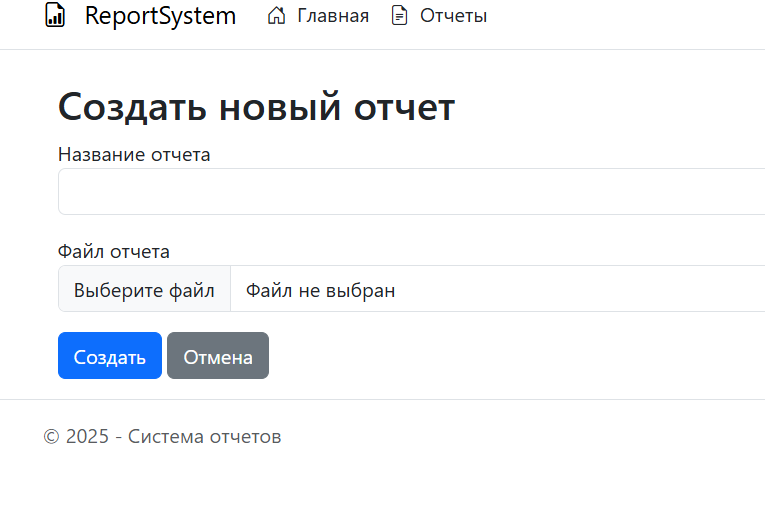 ReportSystem Главная Отчеты
Создать новый отчет
Название отчета
Файл отчета
Выберите файл Файл не выбран
Создать Отмена
© 2025 - Система отчетов